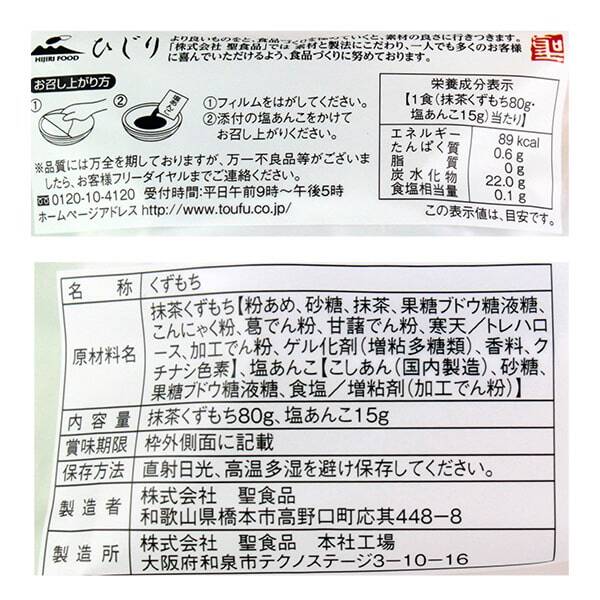 HIJIRI FOOD
ひじり
より良いものをと、食品づくりを極めていくと、素材の良さに行きつきます。
「株式会社 聖食品」では素材と製法にこだわり、一人でも多くのお客様
に喜んでいただけるよう、食品づくりに努めております。
聖
お召し上がり方
① ②
①フィルムをはがしてください。
②添付の塩あんこをかけて
お召し上がりください。
※品質には万全を期しておりますが、万一不良品等がございま
したら、お客様フリーダイヤルまでご連絡ください。
0120-10-4120 受付時間:平日午前9時〜午後5時
ホームページアドレス http://www.toufu.co.jp/
栄養成分表示
【1食(抹茶くずもち80g・
塩あんこ15g)当たり】
エネルギー 89kcal
たんぱく質 0.6g
脂質 0g
炭水化物 22.0g
食塩相当量 0.1g
この表示値は、目安です。
名称 くずもち
原材料名 抹茶くずもち【粉あめ、砂糖、抹茶、果糖ブドウ糖液糖、
こんにゃく粉、葛でん粉、甘藷でん粉、寒天/トレハロ
ース、加工でん粉、ゲル化剤(増粘多糖類)、香料、ク
チナシ色素】、塩あんこ【こしあん(国内製造)、砂糖、
果糖ブドウ糖液糖、食塩/増粘剤(加工でん粉)】
内容量 抹茶くずもち80g、塩あんこ15g
賞味期限 枠外側面に記載
保存方法 直射日光、高温多湿を避け保存してください。
製造者 株式会社 聖食品
和歌山県橋本市高野口町応其448-8
製造所 株式会社 聖食品 本社工場
大阪府和泉市テクノステージ3-10-16